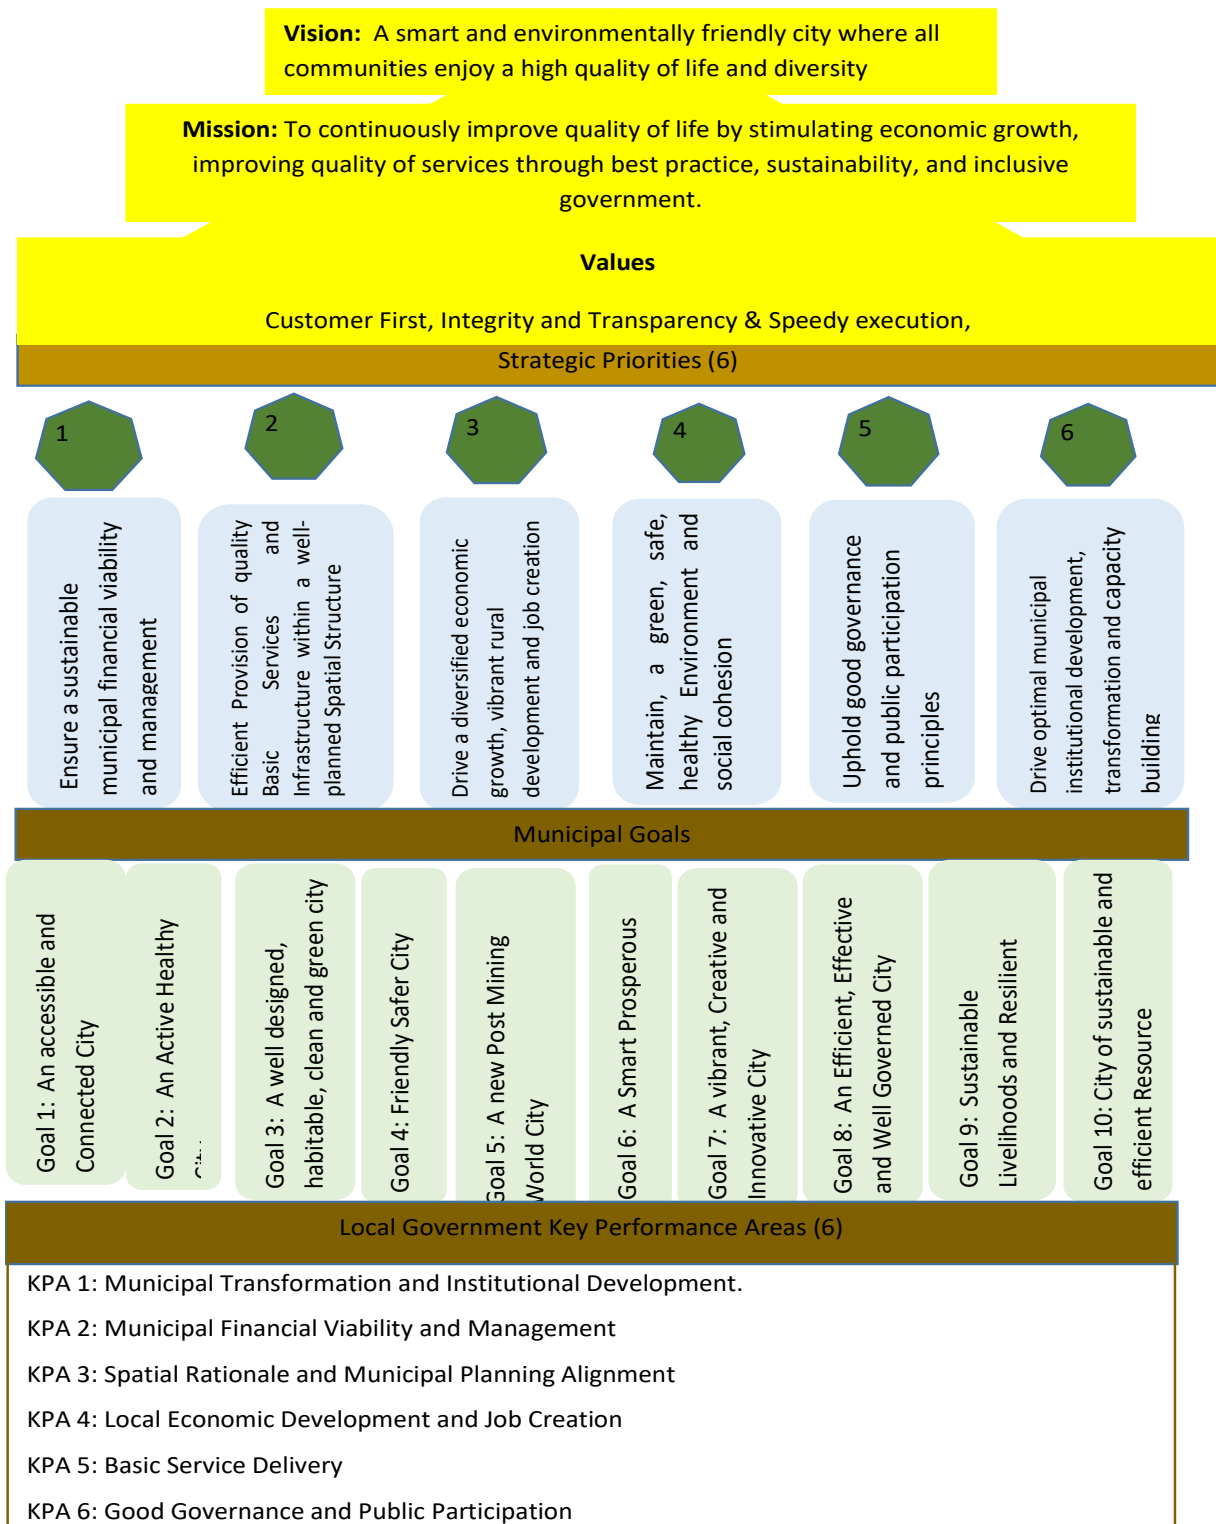 Vision: A smart and environmentally friendly city where all
communities enjoy a high quality of life and diversity
Mission: To continuously improve quality of life by stimulating economic growth,
improving quality of services through best practice, sustainability, and inclusive
government.
Values
Customer First, Integrity and Transparency & Speedy execution,
Strategic Priorities (6)
1
2
3
4
5
6
Ensure a sustainable
municipal financial viability
and management
Efficient Provision of quality
Basic Services and
Infrastructure within a well-
planned Spatial Structure
Drive a diversified economic
growth, vibrant rural
development and job creation
Maintain, a green, safe,
healthy Environment and
social cohesion
Uphold good governance
and public participation
principles
Drive optimal municipal
institutional development,
transformation and capacity
building
Municipal Goals
Goal 1: An accessible and
Connected City
Goal 2: An Active Healthy
Goal 3: A well designed,
habitable, clean and green city
Goal 4: Friendly Safer City
Goal 5: A new Post Mining
World City
Goal 6: A Smart Prosperous
Goal 7: A vibrant, Creative and
Innovative City
Goal 8: An Efficient, Effective
and Well Governed City
Goal 9: Sustainable
Livelihoods and Resilient
Goal 10: City of sustainable and
efficient Resource
Local Government Key Performance Areas (6)
KPA 1: Municipal Transformation and Institutional Development.
KPA 2: Municipal Financial Viability and Management
KPA 3: Spatial Rationale and Municipal Planning Alignment
KPA 4: Local Economic Development and Job Creation
KPA 5: Basic Service Delivery
KPA 6: Good Governance and Public Participation